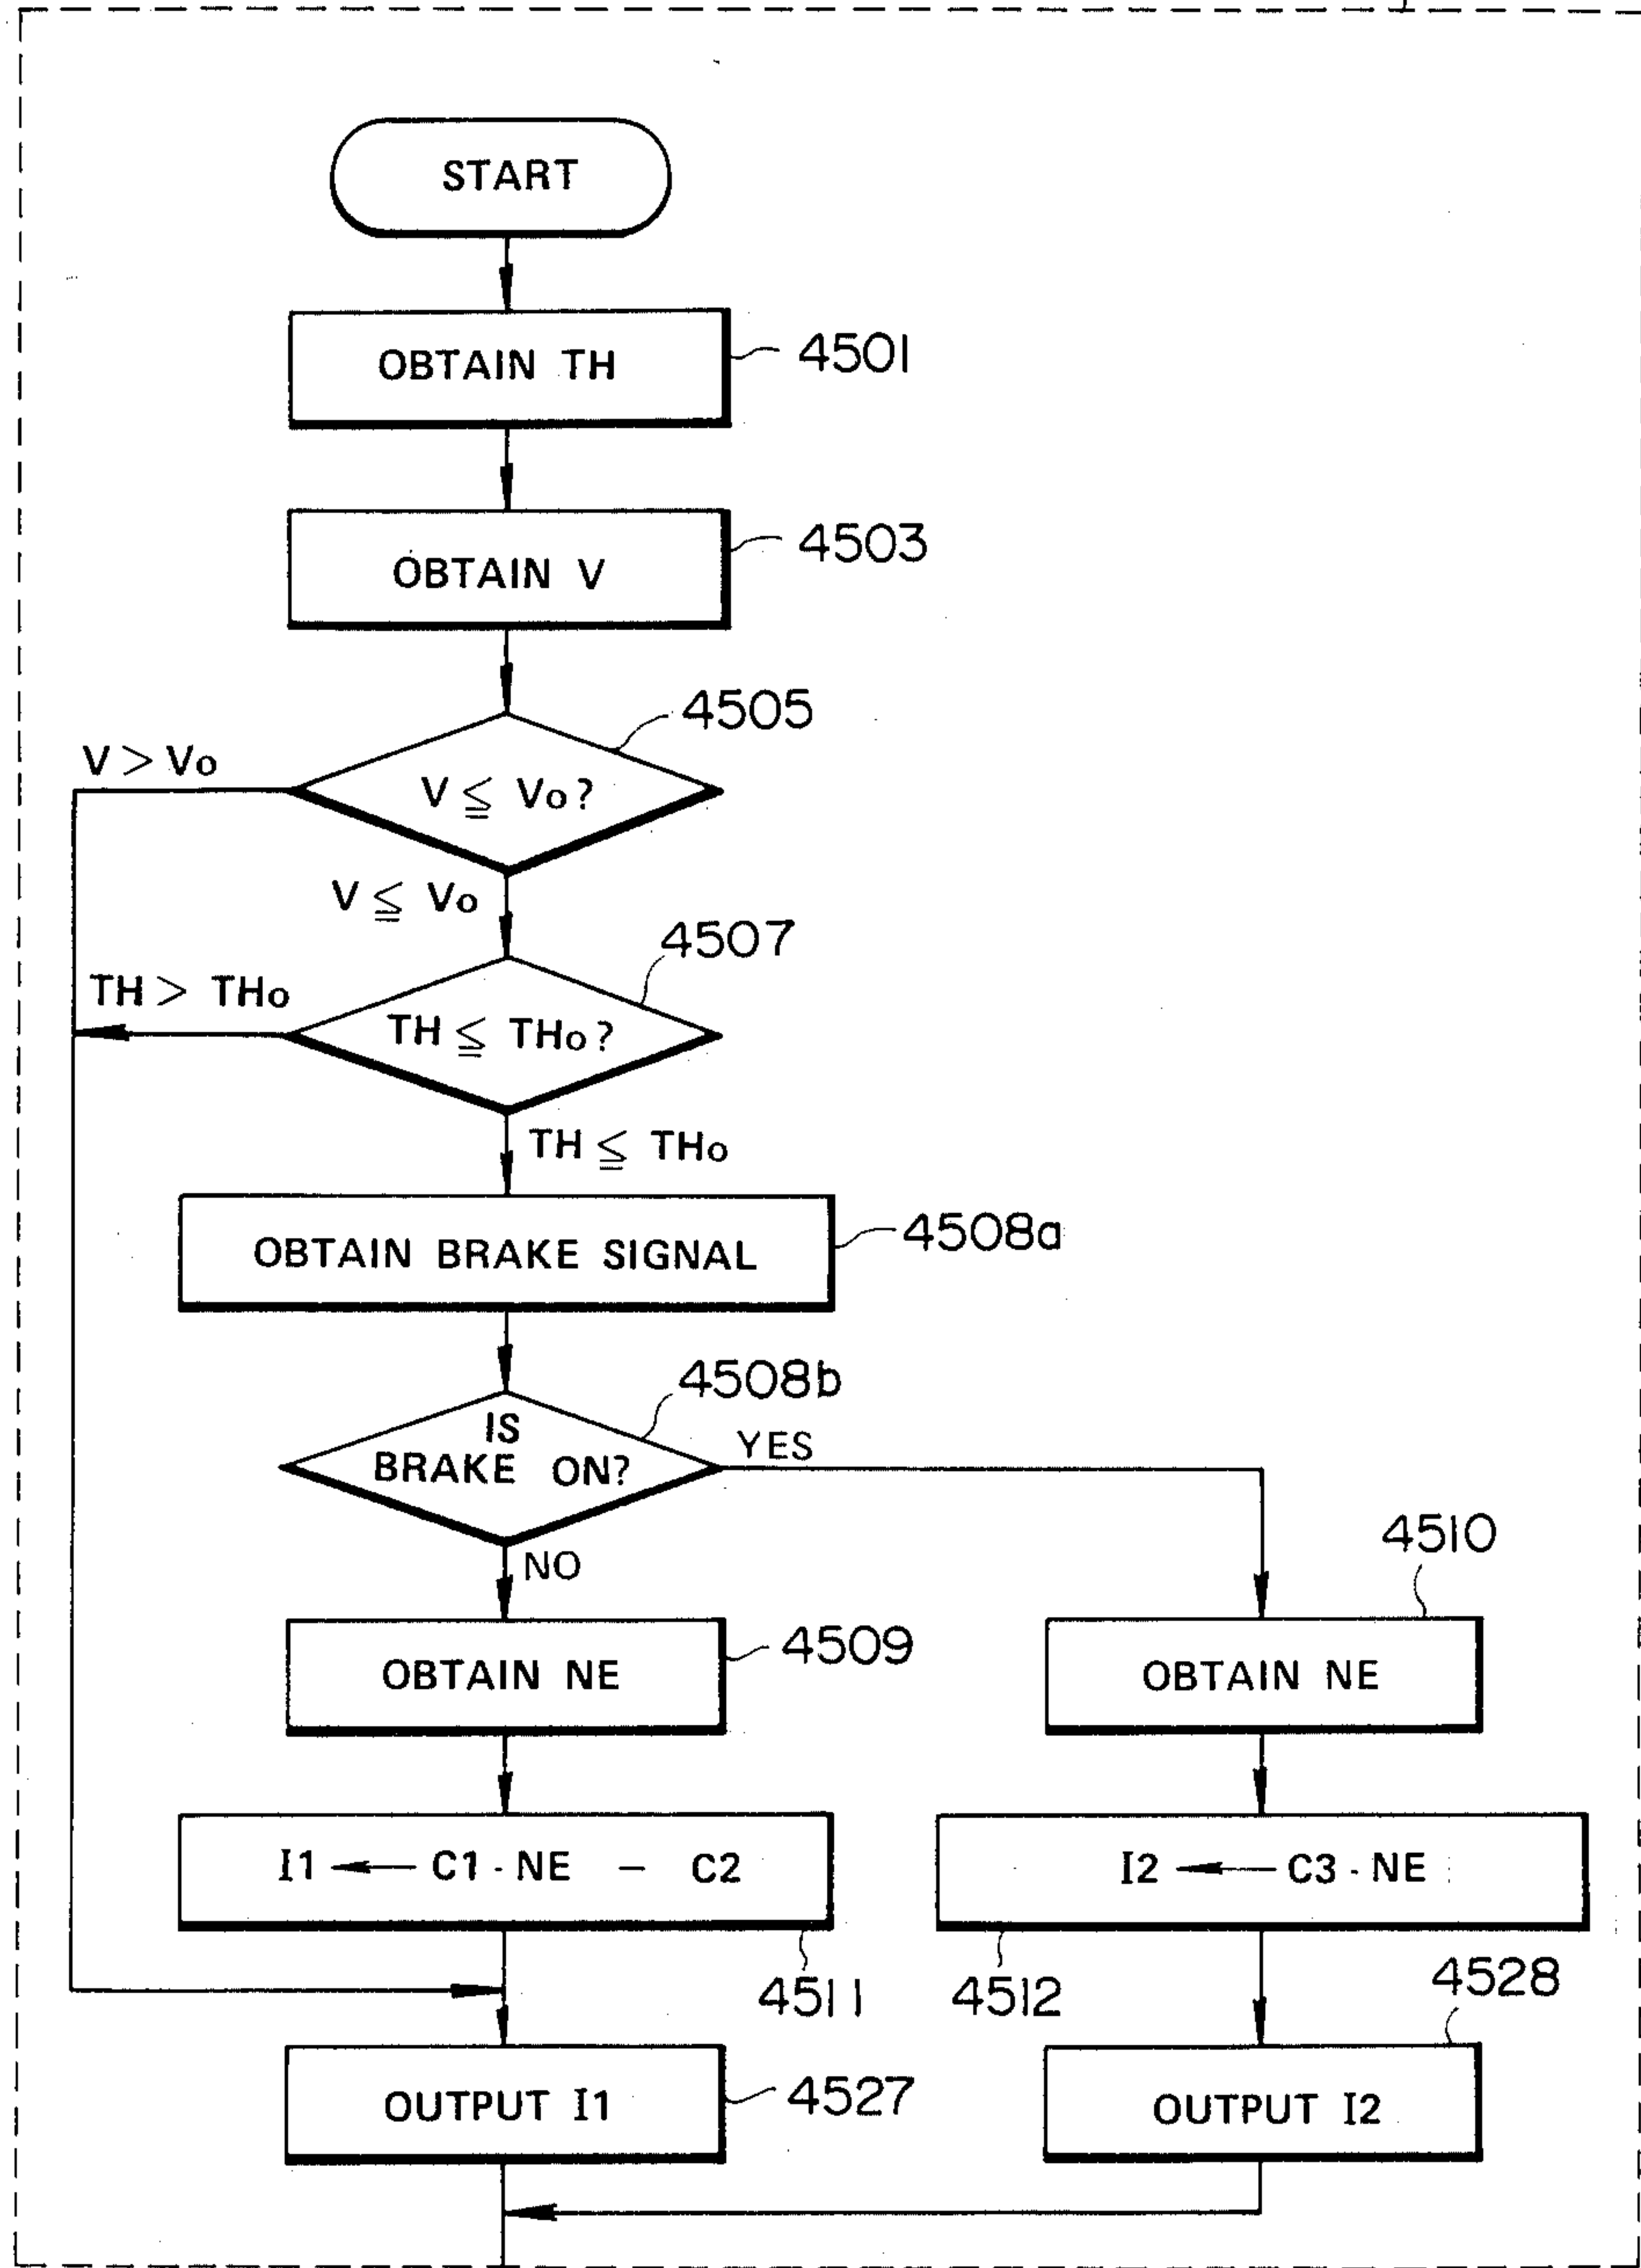 START
OBTAIN TH
4501
OBTAIN V
4503
4505
V > Vo
V ≦ Vo?
V ≦ Vo
4507
TH > THo
TH ≦ THo?
TH ≦ THo
OBTAIN BRAKE SIGNAL
4508a
4508b
IS
BRAKE ON?
YES
NO
4510
OBTAIN NE
4509
OBTAIN NE
I1 ← C1 · NE − C2
I2 ← C3 · NE
4511
4512
4528
OUTPUT I1
4527
OUTPUT I2